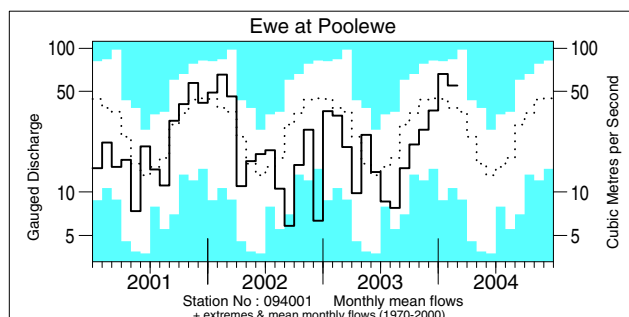 Ewe at Poolewe
100
50
10
5
Gauged Discharge
100
50
10
5
Cubic Metres per Second
2001 2002 2003 2004
Station No : 094001 Monthly mean flows
+ extremes & mean monthly flows (1970-2000)